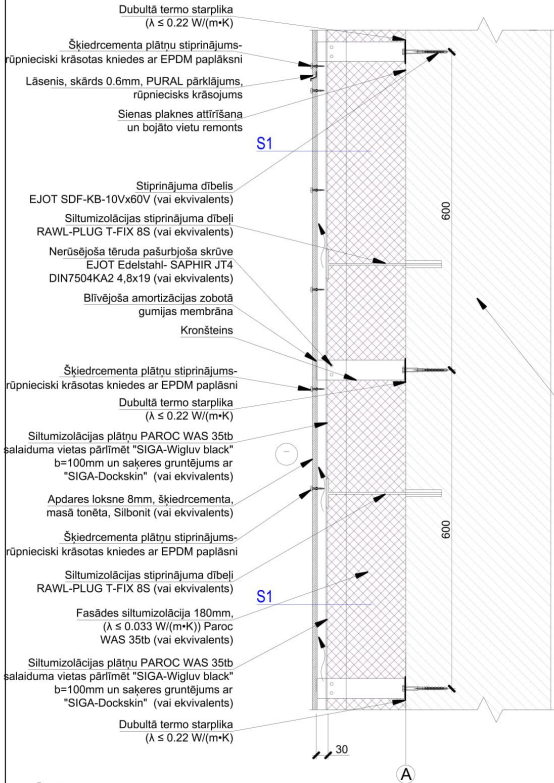 Dubultā termo starplika
(λ ≤ 0.22 W/(m•K)
Šķiedrcementa plātņu stiprinājums-
rūpnieciski krāsotas kniedes ar EPDM paplāksni
Lāsenis, skārds 0.6mm, PURAL pārklājums,
rūpniecisks krāsojums
Sienas plaknes attīrīšana
un bojāto vietu remonts
S1
Stiprinājuma dībelis
EJOT SDF-KB-10Vx60V (vai ekvivalents)
600
Siltumizolācijas stiprinājuma dībeļi
RAWL-PLUG T-FIX 8S (vai ekvivalents)
Nerūsējoša tēruda pašurbjoša skrūve
EJOT Edelstahl- SAPHIR JT4
DIN7504KA2 4,8x19 (vai ekvivalents)
Blīvējoša amortizācijas zobotā
gumijas membrāna
Kronšteins
Šķiedrcementa plātņu stiprinājums-
rūpnieciski krāsotas kniedes ar EPDM paplāsni
Dubultā termo starplika
(λ ≤ 0.22 W/(m•K)
Siltumizolācijas plātņu PAROC WAS 35tb
salaiduma vietas pārlīmēt "SIGA-Wigluv black"
b=100mm un saķeres gruntējums ar
"SIGA-Dockskin" (vai ekvivalents)
Apdares loksne 8mm, šķiedrcementa,
masā tonēta, Silbonit (vai ekvivalents)
600
Šķiedrcementa plātņu stiprinājums-
rūpnieciski krāsotas kniedes ar EPDM paplāsni
Siltumizolācijas stiprinājuma dībeļi
RAWL-PLUG T-FIX 8S (vai ekvivalents)
S1
Fasādes siltumizolācija 180mm,
(λ ≤ 0.033 W/(m•K)) Paroc
WAS 35tb (vai ekvivalents)
Siltumizolācijas plātņu PAROC WAS 35tb
salaiduma vietas pārlīmēt "SIGA-Wigluv black"
b=100mm un saķeres gruntējums ar
"SIGA-Dockskin" (vai ekvivalents)
Dubultā termo starplika
(λ ≤ 0.22 W/(m•K)
30
A